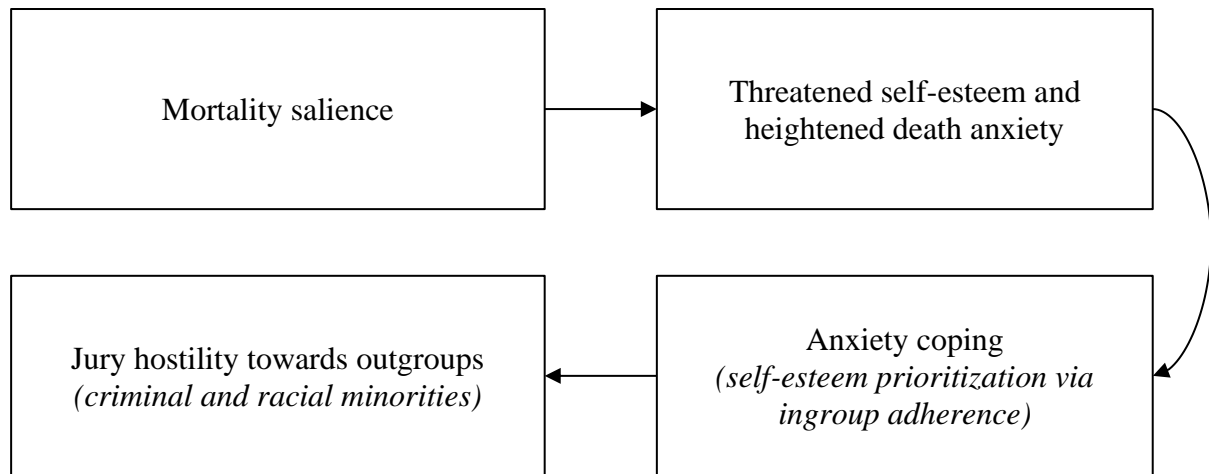 Mortality salience
Threatened self-esteem and
heightened death anxiety
Anxiety coping
(self-esteem prioritization via
ingroup adherence)
Jury hostility towards outgroups
(criminal and racial minorities)